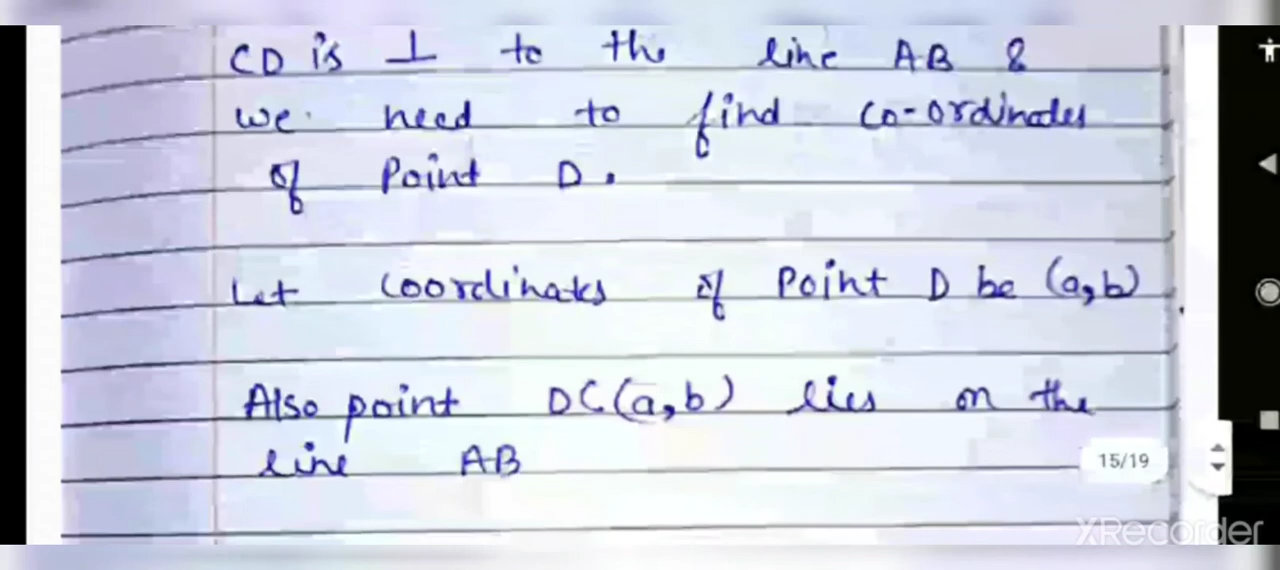 CD is ⊥ to the line AB &
we need to find co-ordinates
of Point D.
Let coordinates of Point D be (a,b)
Also point DC(a,b) lies on the
line AB
15/19
XRecorder